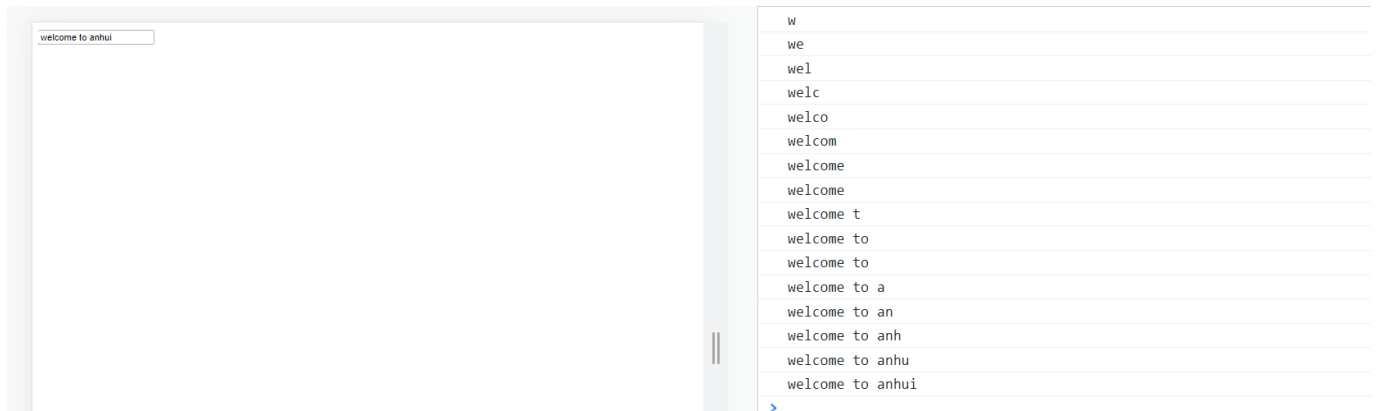 welcome to anhui
w
we
wel
welc
welco
welcom
welcome
welcome
welcome t
welcome to
welcome to
welcome to a
welcome to an
welcome to anh
welcome to anhu
welcome to anhui
>